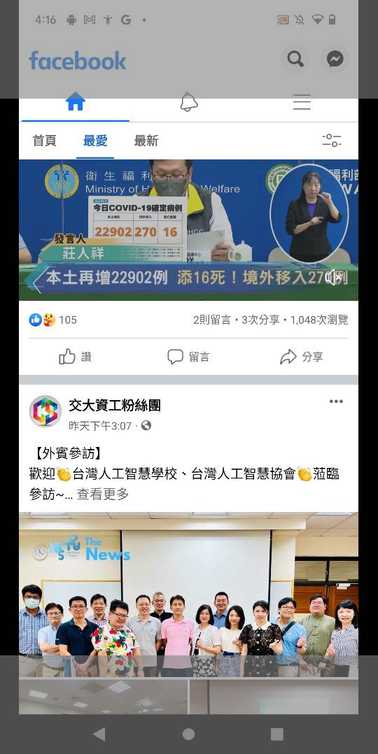 4:16
facebook
首頁 最愛 最新
衛生福利
Ministry of H Welfare
今日COVID-19確定病例
22902 270 16
發言人
莊人祥
本土再增22902例 添16死！境外移入270例
105 2則留言・3次分享・1,048次瀏覽
讚 留言 分享
交大資工粉絲團
昨天下午3:07
【外賓參訪】
歡迎👏台灣人工智慧學校、台灣人工智慧協會👏蒞臨
參訪~... 查看更多
The
News